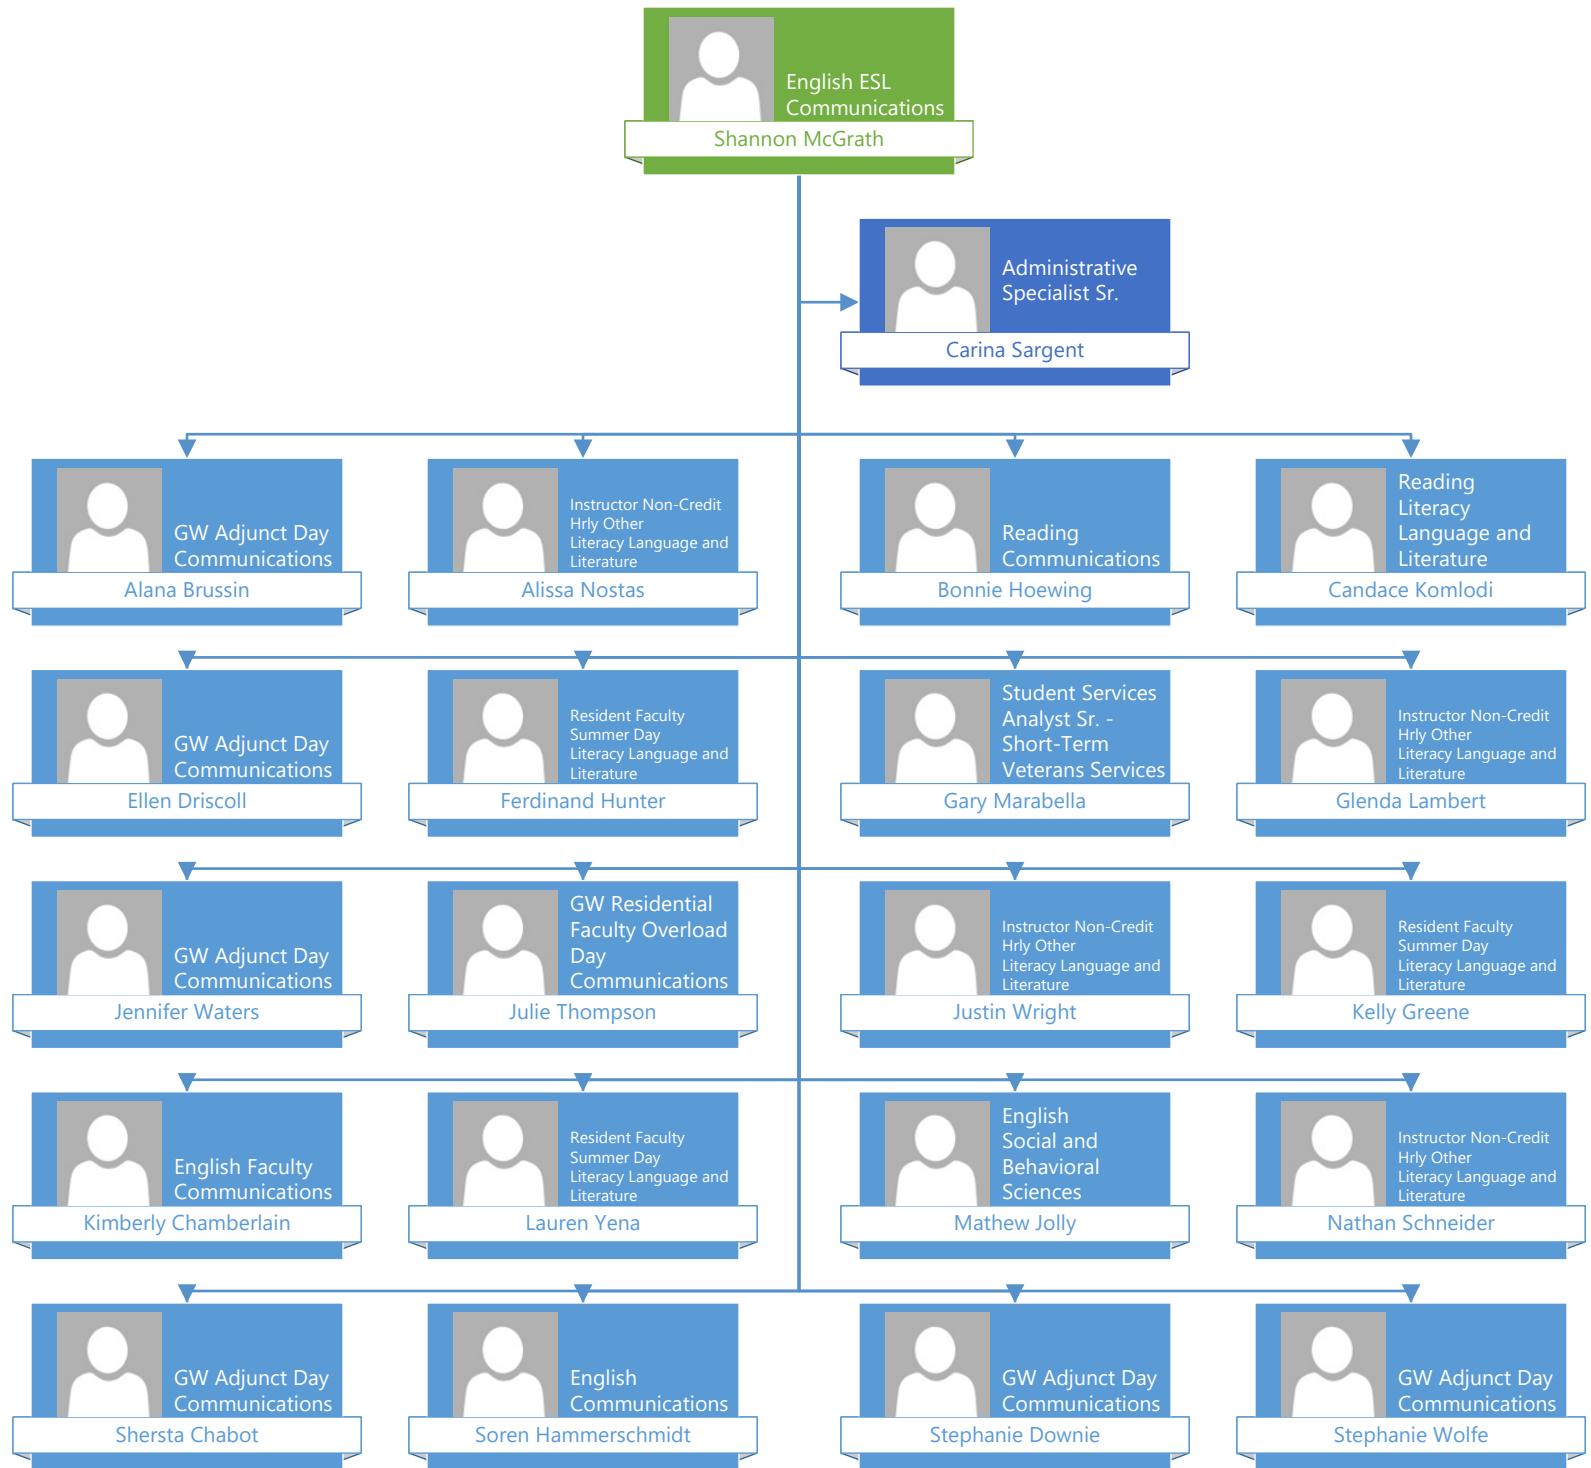 English ESL
Communications
Shannon McGrath
Administrative
Specialist Sr.
Carina Sargent
GW Adjunct Day
Communications
Alana Brussin
Instructor Non-Credit
Hrly Other
Literacy Language and
Literature
Alissa Nostas
Reading
Communications
Bonnie Hoewing
Reading
Literacy
Language and
Literature
Candace Komlodi
GW Adjunct Day
Communications
Ellen Driscoll
Resident Faculty
Summer Day
Literacy Language and
Literature
Ferdinand Hunter
Student Services
Analyst Sr. -
Short-Term
Veterans Services
Gary Marabella
Instructor Non-Credit
Hrly Other
Literacy Language and
Literature
Glenda Lambert
GW Adjunct Day
Communications
Jennifer Waters
GW Residential
Faculty Overload
Day
Communications
Julie Thompson
Instructor Non-Credit
Hrly Other
Literacy Language and
Literature
Justin Wright
Resident Faculty
Summer Day
Literacy Language and
Literature
Kelly Greene
English Faculty
Communications
Kimberly Chamberlain
Resident Faculty
Summer Day
Literacy Language and
Literature
Lauren Yena
English
Social and
Behavioral
Sciences
Mathew Jolly
Instructor Non-Credit
Hrly Other
Literacy Language and
Literature
Nathan Schneider
GW Adjunct Day
Communications
Shersta Chabot
English
Communications
Soren Hammerschmidt
GW Adjunct Day
Communications
Stephanie Downie
GW Adjunct Day
Communications
Stephanie Wolfe